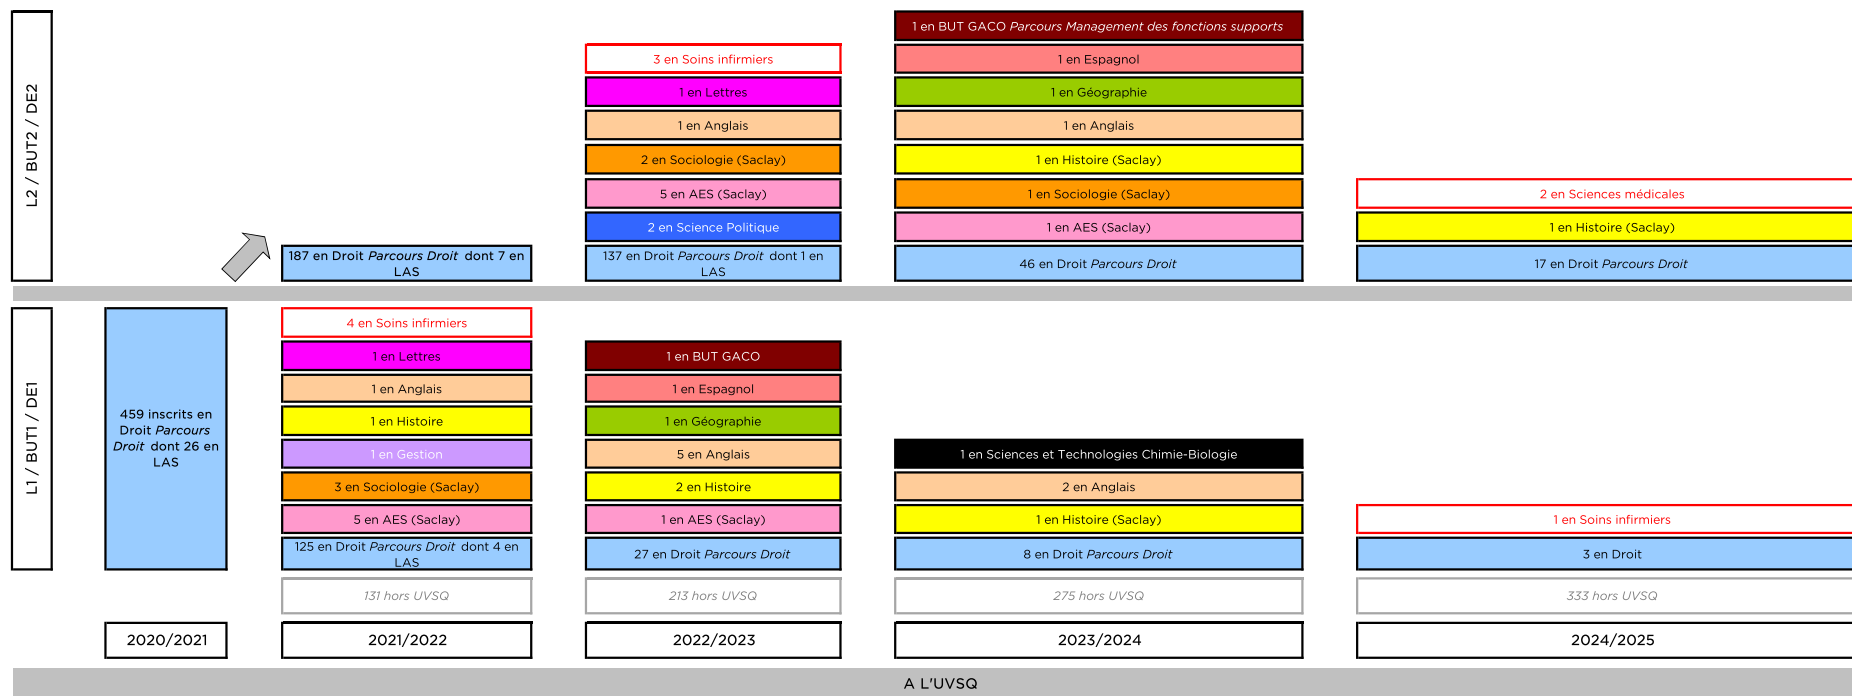 L2 / BUT2 / DE2
1 en BUT GACO Parcours Management des fonctions supports
3 en Soins infirmiers
1 en Espagnol
1 en Lettres
1 en Géographie
1 en Anglais
1 en Anglais
2 en Sociologie (Saclay)
1 en Histoire (Saclay)
5 en AES (Saclay)
1 en Sociologie (Saclay)
2 en Sciences médicales
2 en Science Politique
1 en AES (Saclay)
1 en Histoire (Saclay)
187 en Droit Parcours Droit dont 7 en
LAS
137 en Droit Parcours Droit dont 1 en
LAS
46 en Droit Parcours Droit
17 en Droit Parcours Droit
L1 / BUT1 / DE1
459 inscrits en
Droit Parcours
Droit dont 26 en
LAS
4 en Soins infirmiers
1 en Lettres
1 en BUT GACO
1 en Anglais
1 en Espagnol
1 en Histoire
1 en Géographie
1 en Gestion
5 en Anglais
1 en Sciences et Technologies Chimie-Biologie
3 en Sociologie (Saclay)
2 en Histoire
2 en Anglais
5 en AES (Saclay)
1 en AES (Saclay)
1 en Histoire (Saclay)
1 en Soins infirmiers
125 en Droit Parcours Droit dont 4 en
LAS
27 en Droit Parcours Droit
8 en Droit Parcours Droit
3 en Droit
131 hors UVSQ
213 hors UVSQ
275 hors UVSQ
333 hors UVSQ
2020/2021
2021/2022
2022/2023
2023/2024
2024/2025
A L'UVSQ